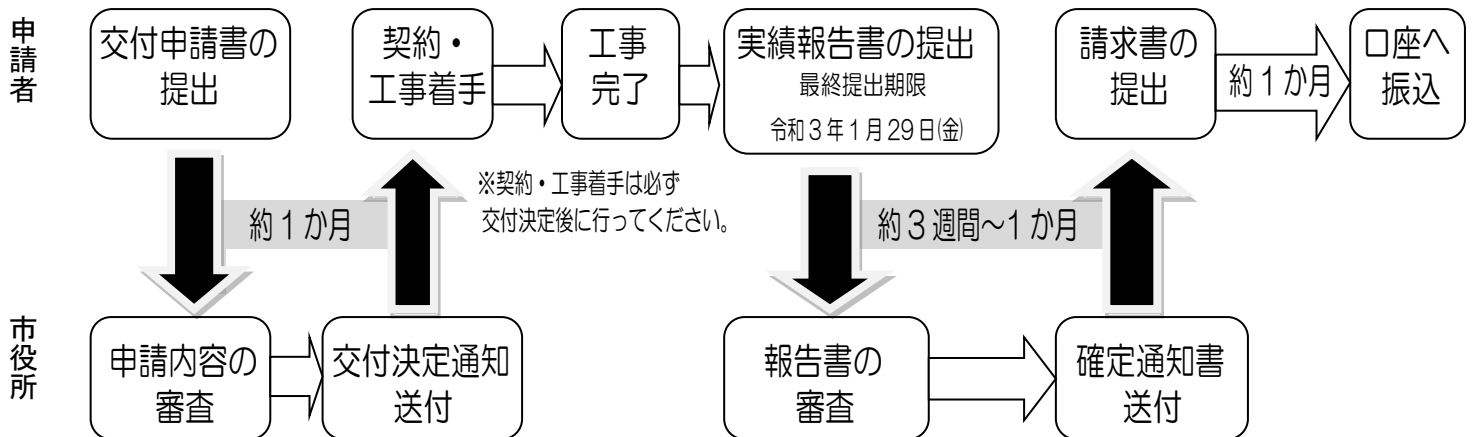 申請者
交付申請書の
提出
契約・
工事着手
工事
完了
実績報告書の提出
最終提出期限
令和3年1月29日(金)
請求書の
提出
約1か月
口座へ
振込
約1か月
※契約・工事着手は必ず
交付決定後に行ってください。
約3週間～1か月
市役所
申請内容の
審査
交付決定通知
送付
報告書の
審査
確定通知書
送付